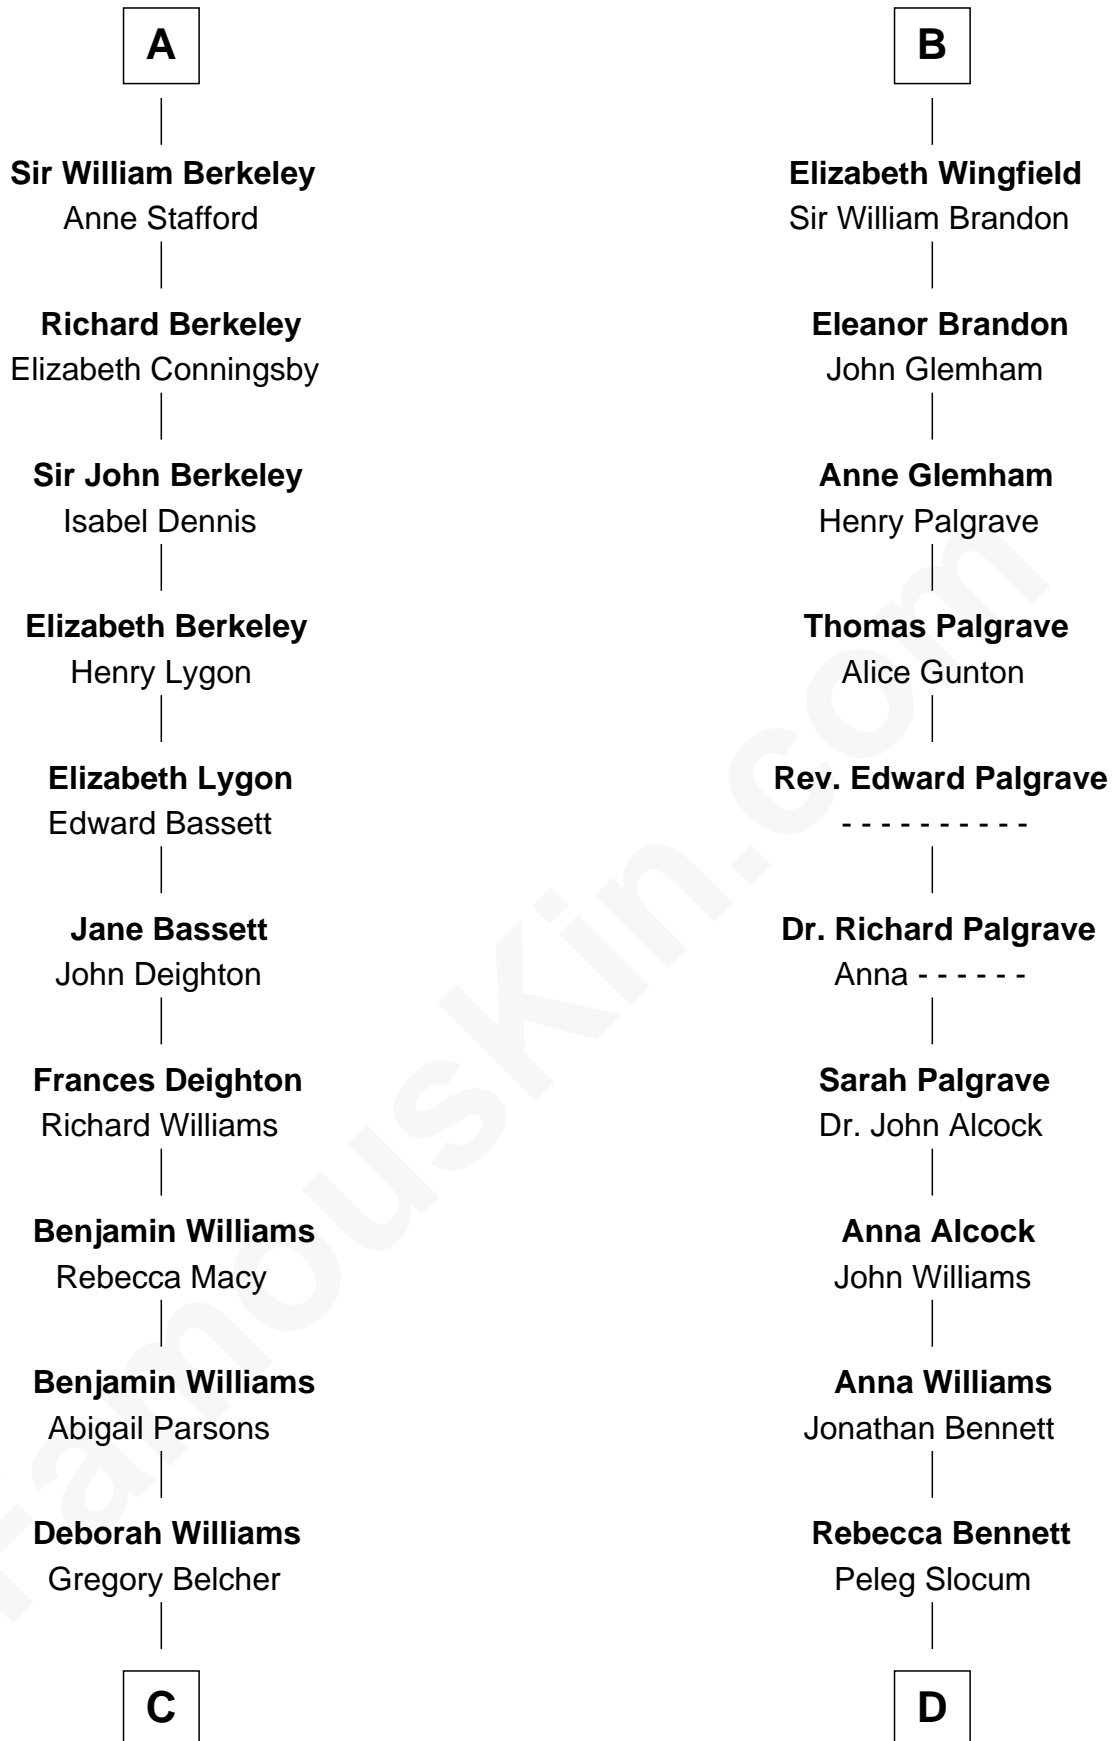 A
Sir William Berkeley
Anne Stafford
Richard Berkeley
Elizabeth Conningsby
Sir John Berkeley
Isabel Dennis
Elizabeth Berkeley
Henry Lygon
Elizabeth Lygon
Edward Bassett
Jane Bassett
John Deighton
Frances Deighton
Richard Williams
Benjamin Williams
Rebecca Macy
Benjamin Williams
Abigail Parsons
Deborah Williams
Gregory Belcher
C
B
Elizabeth Wingfield
Sir William Brandon
Eleanor Brandon
John Glemham
Anne Glemham
Henry Palgrave
Thomas Palgrave
Alice Gunton
Rev. Edward Palgrave
- - - - - - - - - -
Dr. Richard Palgrave
Anna - - - - - -
Sarah Palgrave
Dr. John Alcock
Anna Alcock
John Williams
Anna Williams
Jonathan Bennett
Rebecca Bennett
Peleg Slocum
D
FamousKin.com